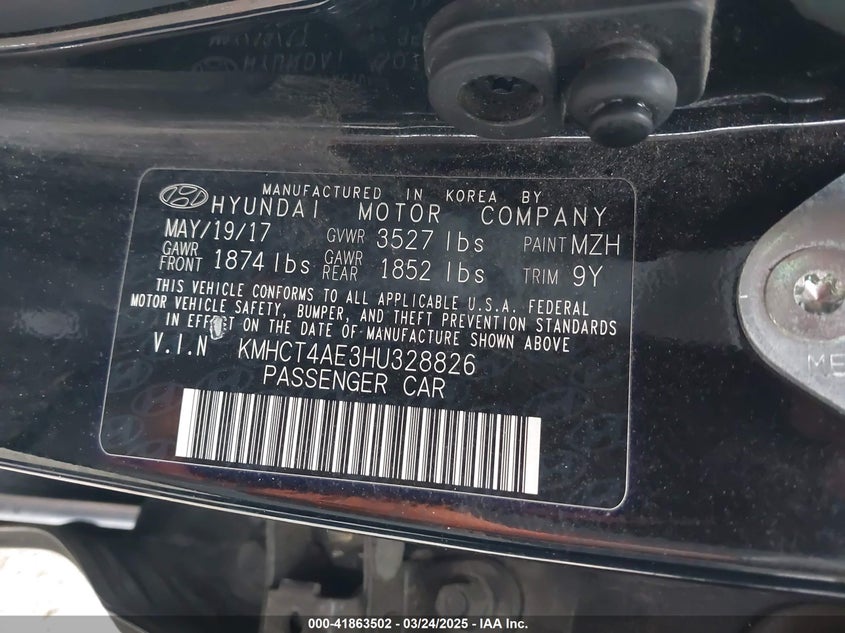 MANUFACTURED IN KOREA BY
HYUNDAI MOTOR COMPANY
MAY/19/17 GVWR 3527 lbs PAINT MZH
GAWR FRONT 1874 lbs GAWR REAR 1852 lbs TRIM 9Y
THIS VEHICLE CONFORMS TO ALL APPLICABLE U.S.A. FEDERAL
MOTOR VEHICLE SAFETY, BUMPER, AND THEFT PREVENTION STANDARDS
IN EFFECT ON THE DATE OF MANUFACTURE SHOWN ABOVE
V.I.N KMHCT4AE3HU328826
PASSENGER CAR
ME
000-41863502 - 03/24/2025 - IAA Inc.